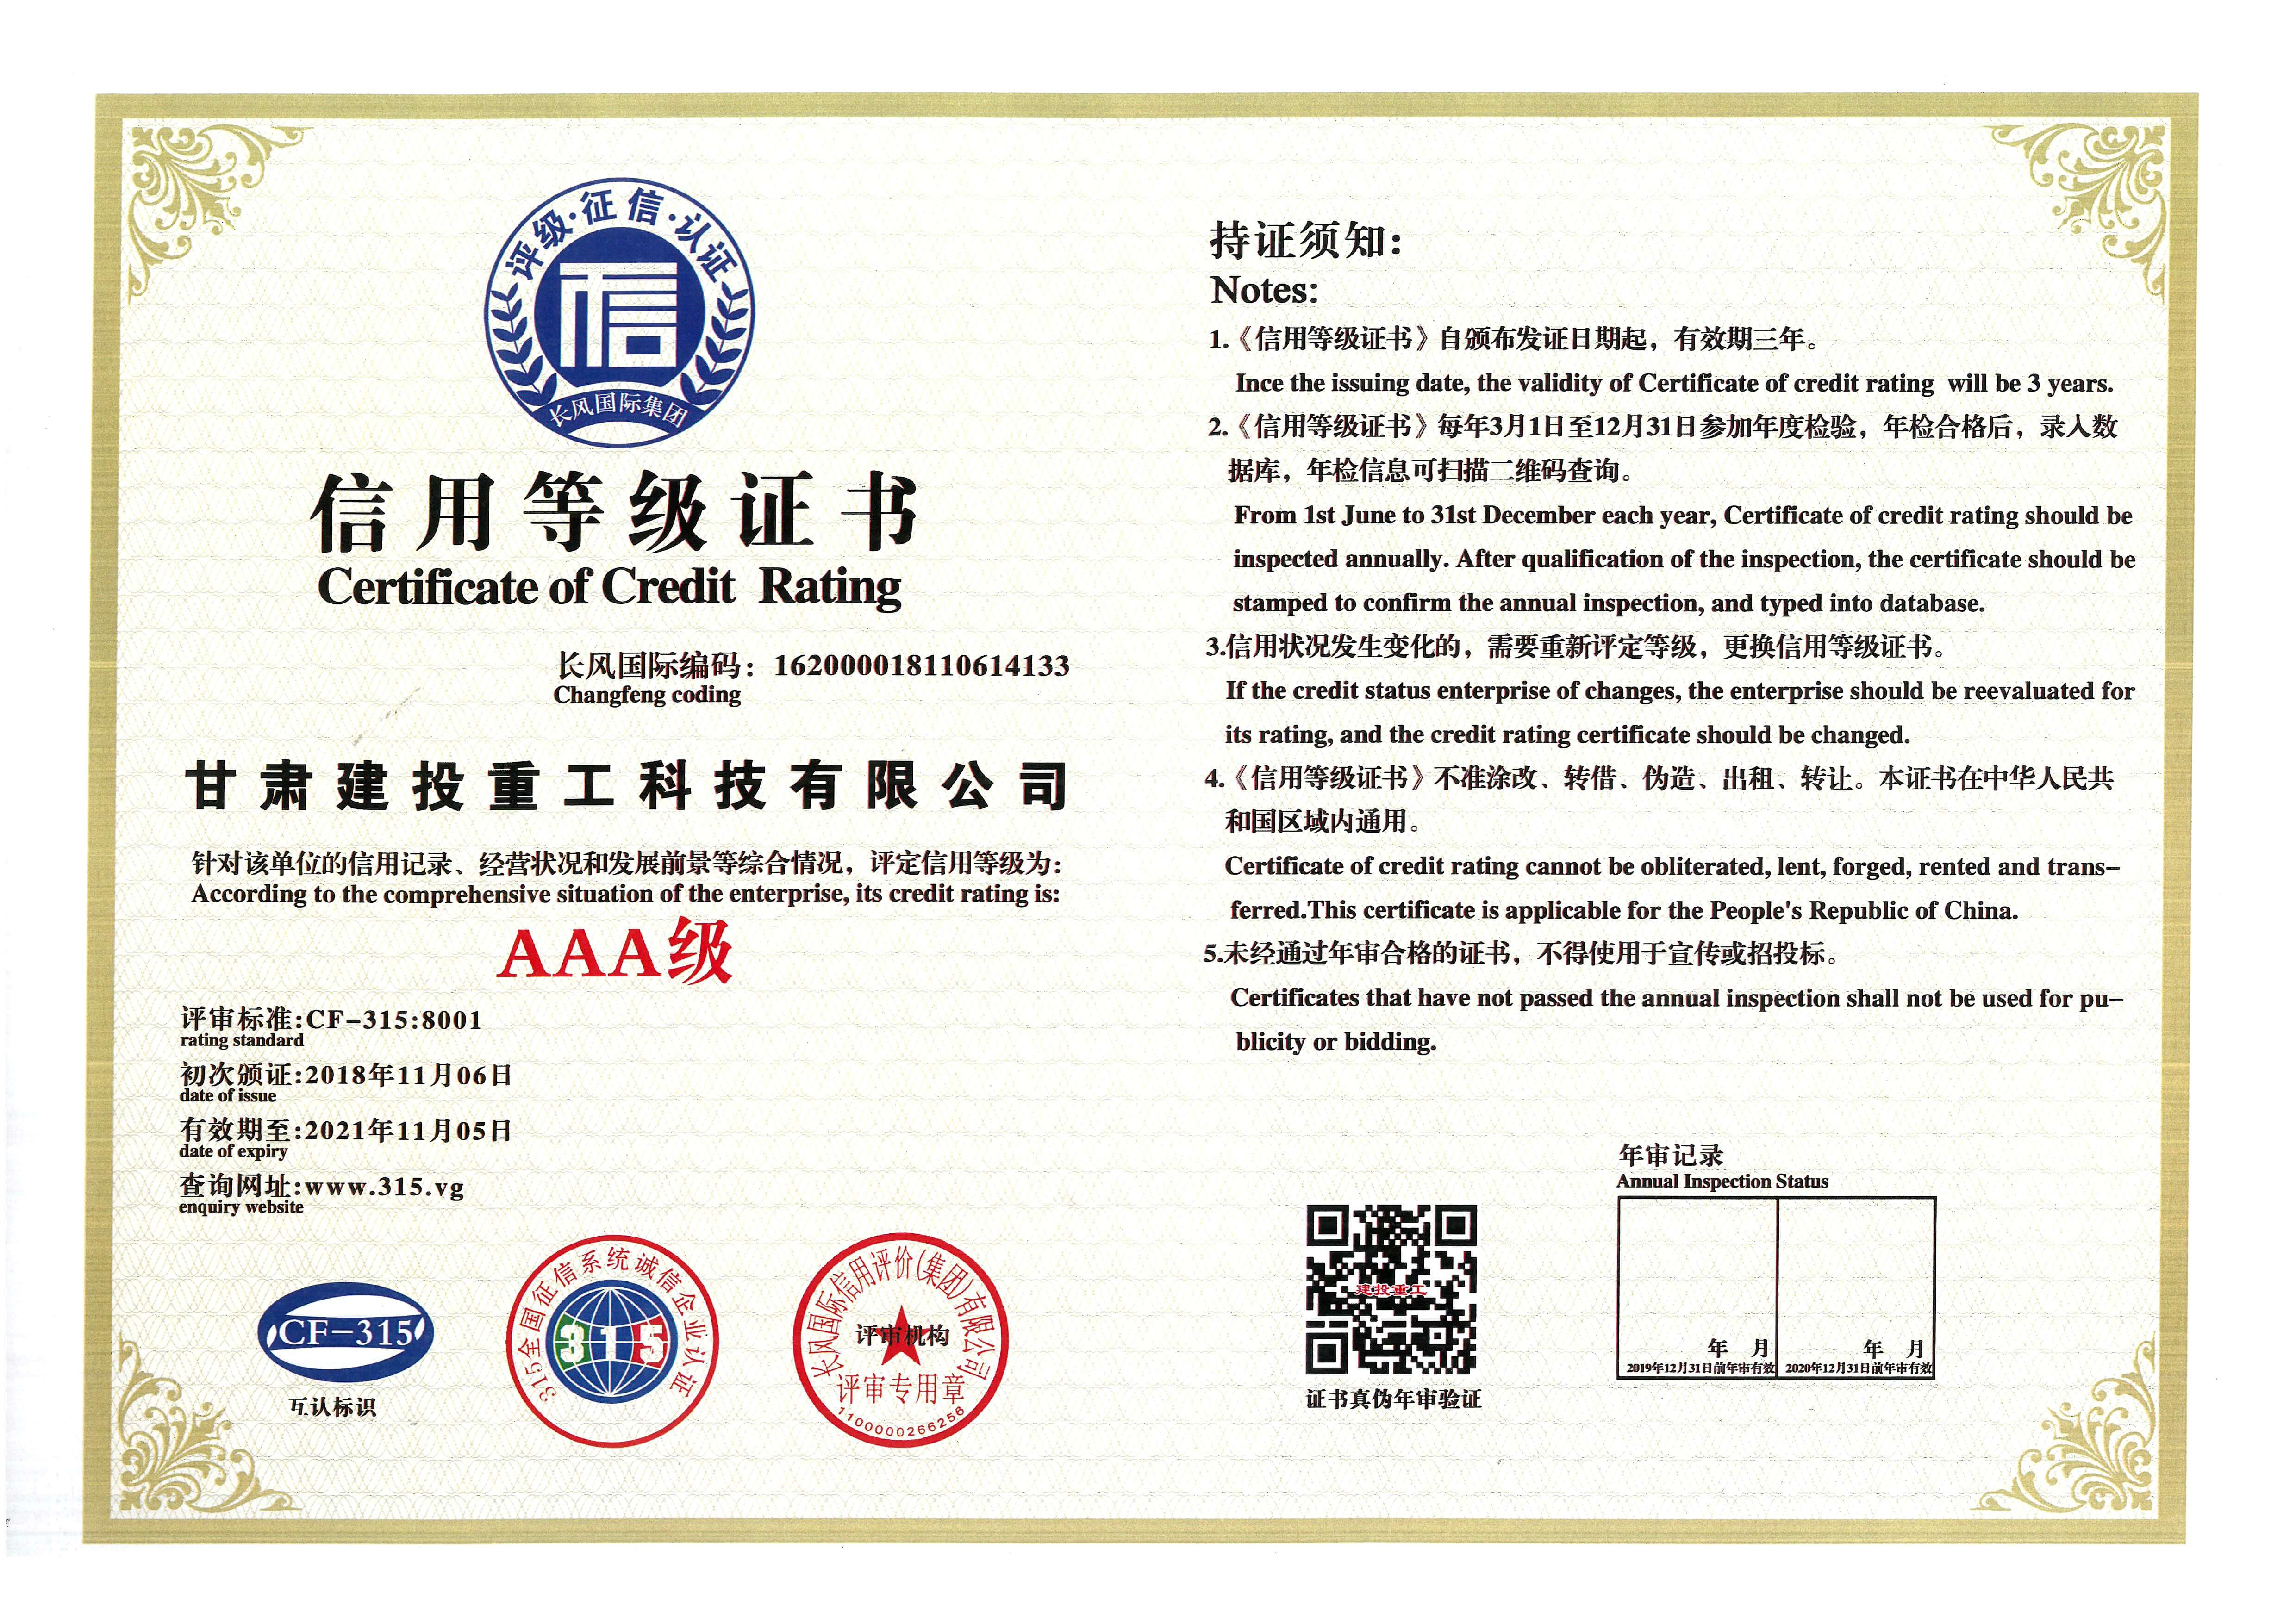 评级·征信·认证
信
长风国际集团
信用等级证书
Certificate of Credit Rating
长风国际编码：162000018110614133
Changfeng coding
甘肃建投重工科技有限公司
针对该单位的信用记录、经营状况和发展前景等综合情况，评定信用等级为：
According to the comprehensive situation of the enterprise, its credit rating is:
AAA级
评审标准:CF-315:8001
rating standard
初次颁证:2018年11月06日
date of issue
有效期至:2021年11月05日
date of expiry
查询网址:www.315.vg
enquiry website
CF-315
互认标识
315全国征信系统诚信企业认证
315
长风国际信用评价(集团)有限公司
评审机构
评审专用章
1100000266256
持证须知：
Notes:
1.《信用等级证书》自颁布发证日期起，有效期三年。
Ince the issuing date, the validity of Certificate of credit rating will be 3 years.
2.《信用等级证书》每年3月1日至12月31日参加年度检验，年检合格后，录入数
据库，年检信息可扫描二维码查询。
From 1st June to 31st December each year, Certificate of credit rating should be
inspected annually. After qualification of the inspection, the certificate should be
stamped to confirm the annual inspection, and typed into database.
3.信用状况发生变化的，需要重新评定等级，更换信用等级证书。
If the credit status enterprise of changes, the enterprise should be reevaluated for
its rating, and the credit rating certificate should be changed.
4.《信用等级证书》不准涂改、转借、伪造、出租、转让。本证书在中华人民共
和国区域内通用。
Certificate of credit rating cannot be obliterated, lent, forged, rented and trans-
ferred.This certificate is applicable for the People's Republic of China.
5.未经通过年审合格的证书，不得使用于宣传或招投标。
Certificates that have not passed the annual inspection shall not be used for pu-
blicity or bidding.
建投重工
证书真伪年审验证
年审记录
Annual Inspection Status
年 月
2019年12月31日前年审有效
年 月
2020年12月31日前年审有效